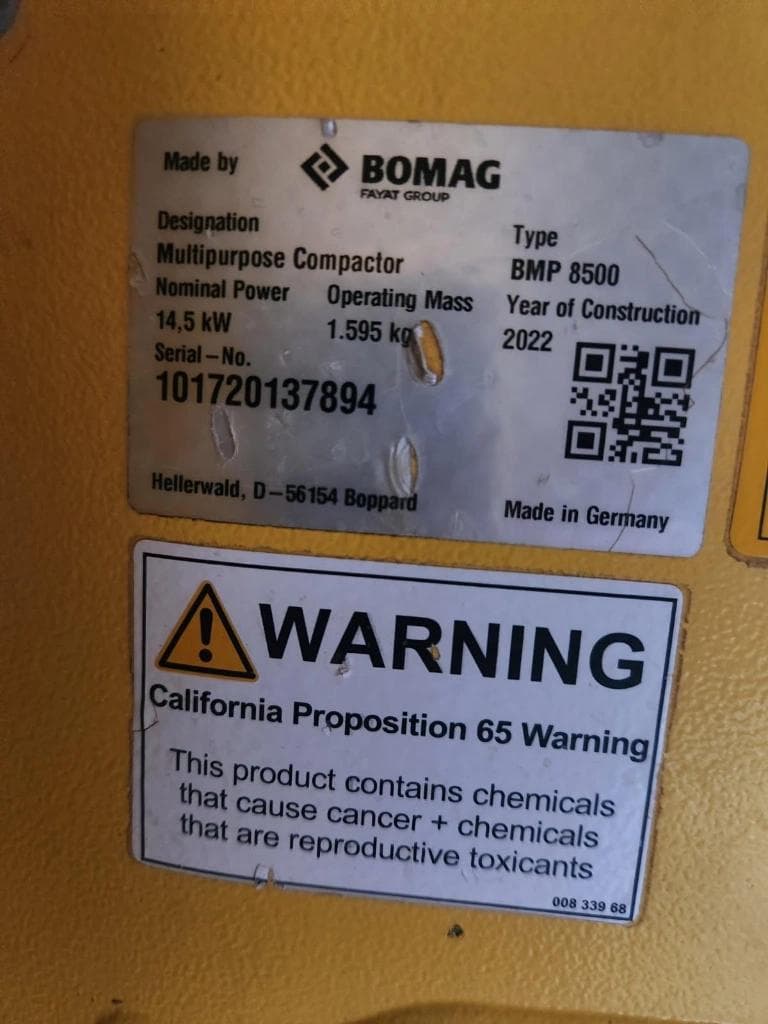 Made by BOMAG
FAYAT GROUP
Designation
Multipurpose Compactor
Type
BMP 8500
Nominal Power Operating Mass Year of Construction
14,5 kW 1.595 kg 2022
Serial-No.
101720137894
Hellerwald, D-56154 Boppard
Made in Germany
WARNING
California Proposition 65 Warning
This product contains chemicals
that cause cancer + chemicals
that are reproductive toxicants
008 339 68